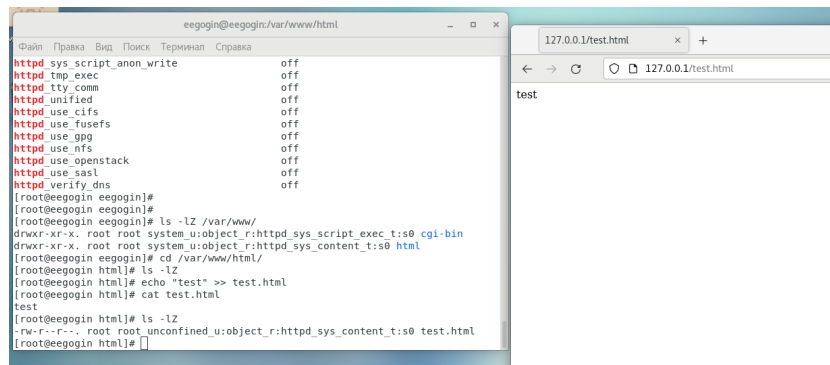 eegogin@eegogin:/var/www/html
Файл Правка Вид Поиск Терминал Справка
httpd_sys_script_anon_write off
httpd_tmp_exec off
httpd_tty_comm off
httpd_unified off
httpd_use_cifs off
httpd_use_fusefs off
httpd_use_gpg off
httpd_use_nfs off
httpd_use_openstack off
httpd_use_sasl off
httpd_verify_dns off
[root@eegogin eegogin]#
[root@eegogin eegogin]#
[root@eegogin eegogin]# ls -lZ /var/www/
drwxr-xr-x. root root system_u:object_r:httpd_sys_script_exec_t:s0 cgi-bin
drwxr-xr-x. root root system_u:object_r:httpd_sys_content_t:s0 html
[root@eegogin eegogin]# cd /var/www/html/
[root@eegogin html]# ls -lZ
[root@eegogin html]# echo "test" >> test.html
[root@eegogin html]# cat test.html
test
[root@eegogin html]# ls -lZ
-rw-r--r--. root root unconfined_u:object_r:httpd_sys_content_t:s0 test.html
[root@eegogin html]#
127.0.0.1/test.html
127.0.0.1/test.html
test